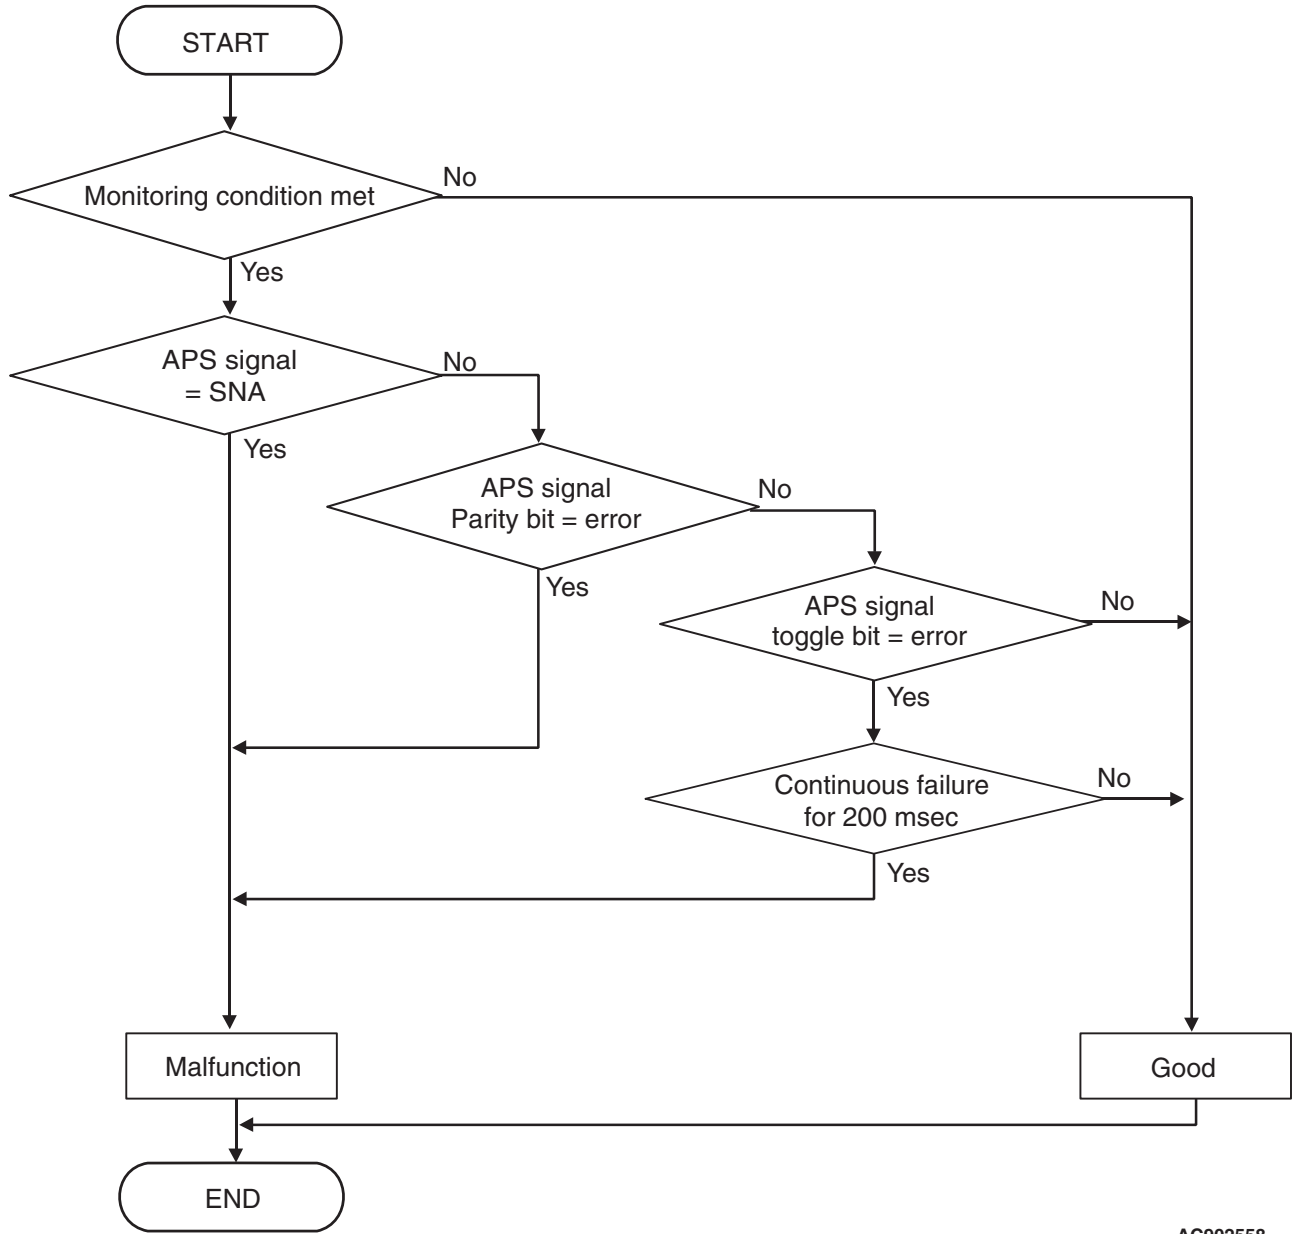 START
Monitoring condition met
No
Yes
APS signal
= SNA
No
Yes
APS signal
Parity bit = error
No
Yes
APS signal
toggle bit = error
No
Yes
Continuous failure
for 200 msec
No
Yes
Malfunction
Good
END